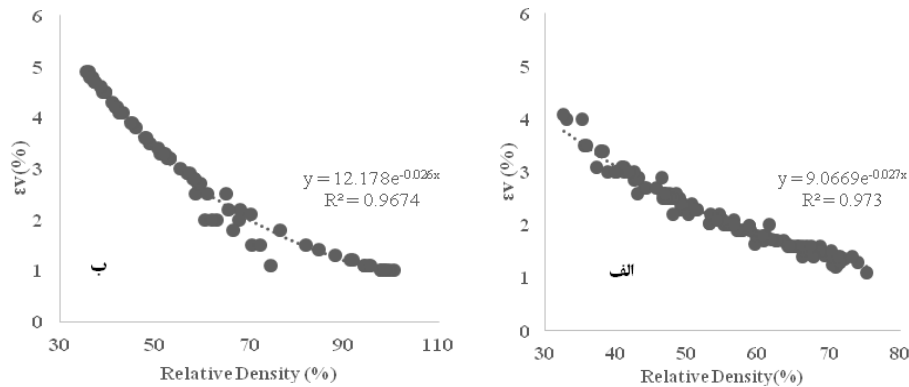 6
5
4
3
2
1
0
εv(%)
y = 12.178e^-0.026x
R² = 0.9674
ب
30 50 70 90 110
Relative Density (%)
6
5
4
3
2
1
0
εv(%)
y = 9.0669e^-0.027x
R² = 0.973
الف
30 40 50 60 70 80
Relative Density(%)